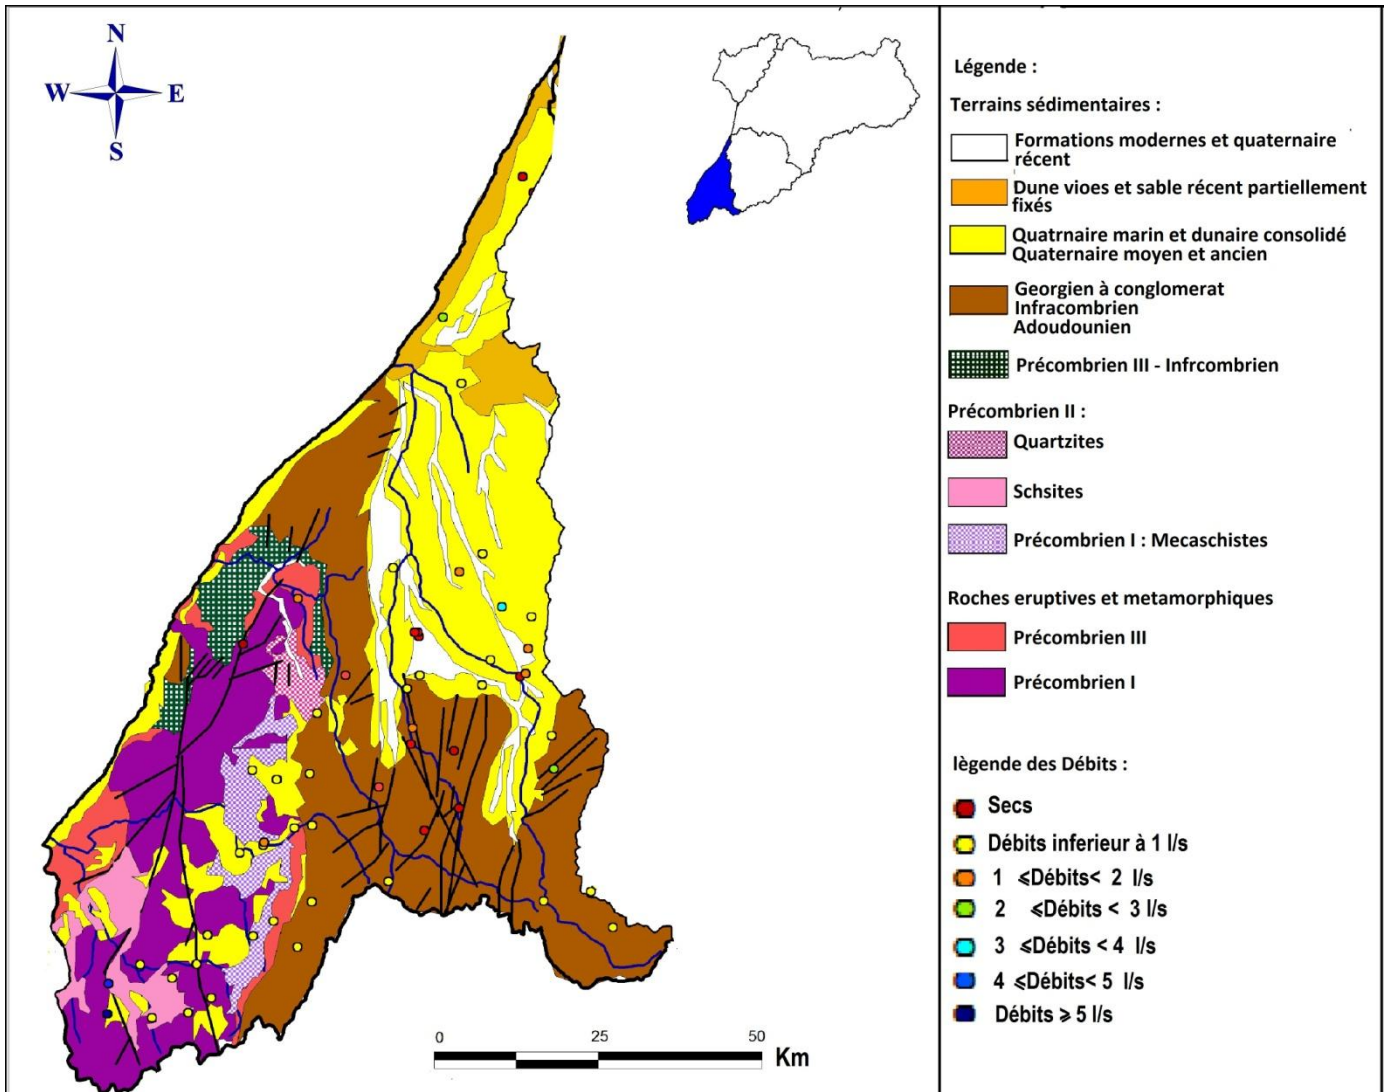 N
W E
S
Légende :
Terrains sédimentaires :
Formations modernes et quaternaire
récent
Dune vioes et sable récent partiellement
fixés
Quatrnaire marin et dunaire consolidé
Quaternaire moyen et ancien
Georgien à conglomerat
Infracombrien
Adoudounien
Précombrien III - Infrcombrien
Précombrien II :
Quartzites
Schsites
Précombrien I : Mecaschistes
Roches eruptives et metamorphiques
Précombrien III
Précombrien I
lègende des Débits :
Secs
Débits inferieur à 1 l/s
1 ⩽Débits< 2 l/s
2 ⩽Débits < 3 l/s
3 ⩽Débits < 4 l/s
4 ⩽Débits< 5 l/s
Débits ⩾ 5 l/s
0 25 50
Km